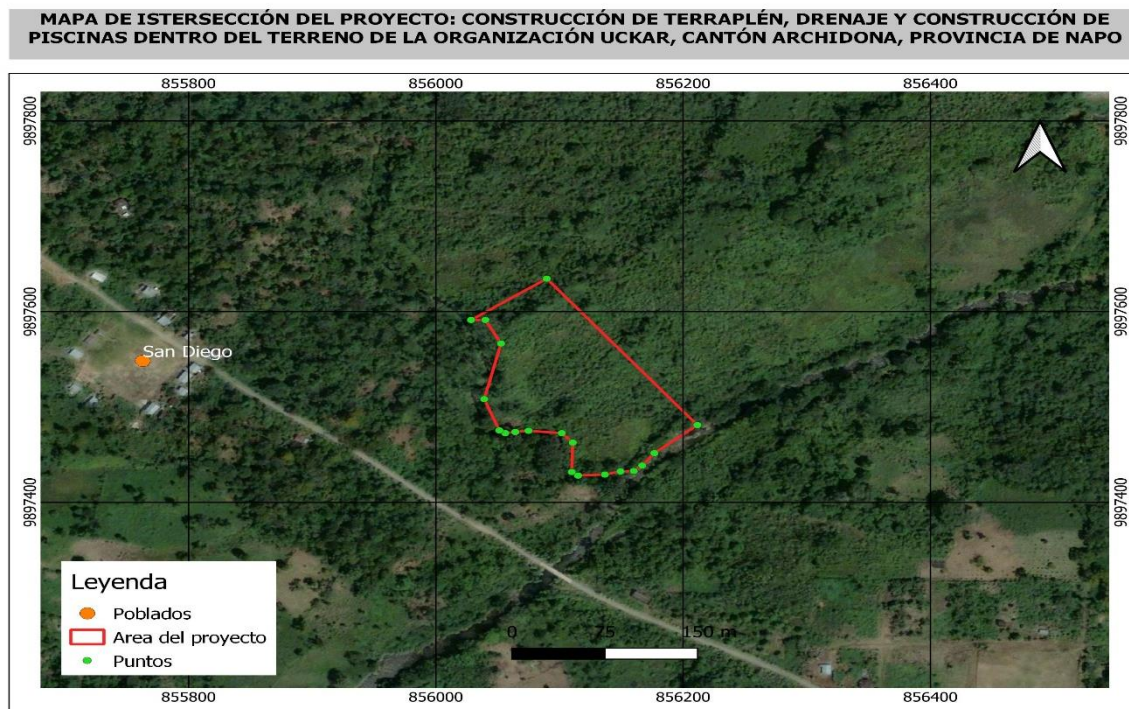 MAPA DE ISTERSECCIÓN DEL PROYECTO: CONSTRUCCIÓN DE TERRAPLÉN, DRENAJE Y CONSTRUCCIÓN DE
PISCINAS DENTRO DEL TERRENO DE LA ORGANIZACIÓN UCKAR, CANTÓN ARCHIDONA, PROVINCIA DE NAPO
855800 856000 856200 856400
9897800 9897800
9897600 9897600
San Diego
9897400 9897400
Leyenda
Poblados
Area del proyecto
Puntos
0 75 150 m
855800 856000 856200 856400